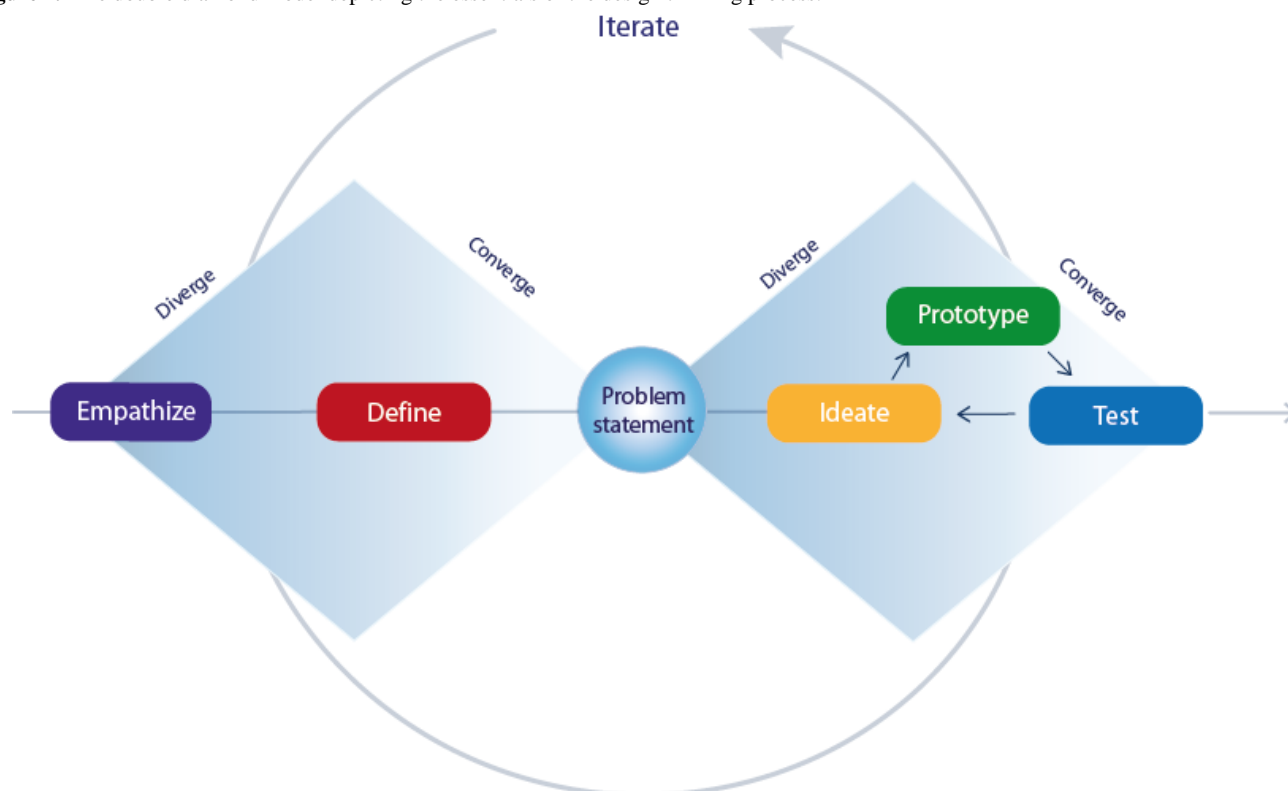 Iterate
Diverge
Converge
Diverge
Converge
Prototype
Empathize
Define
Problem
statement
Ideate
Test